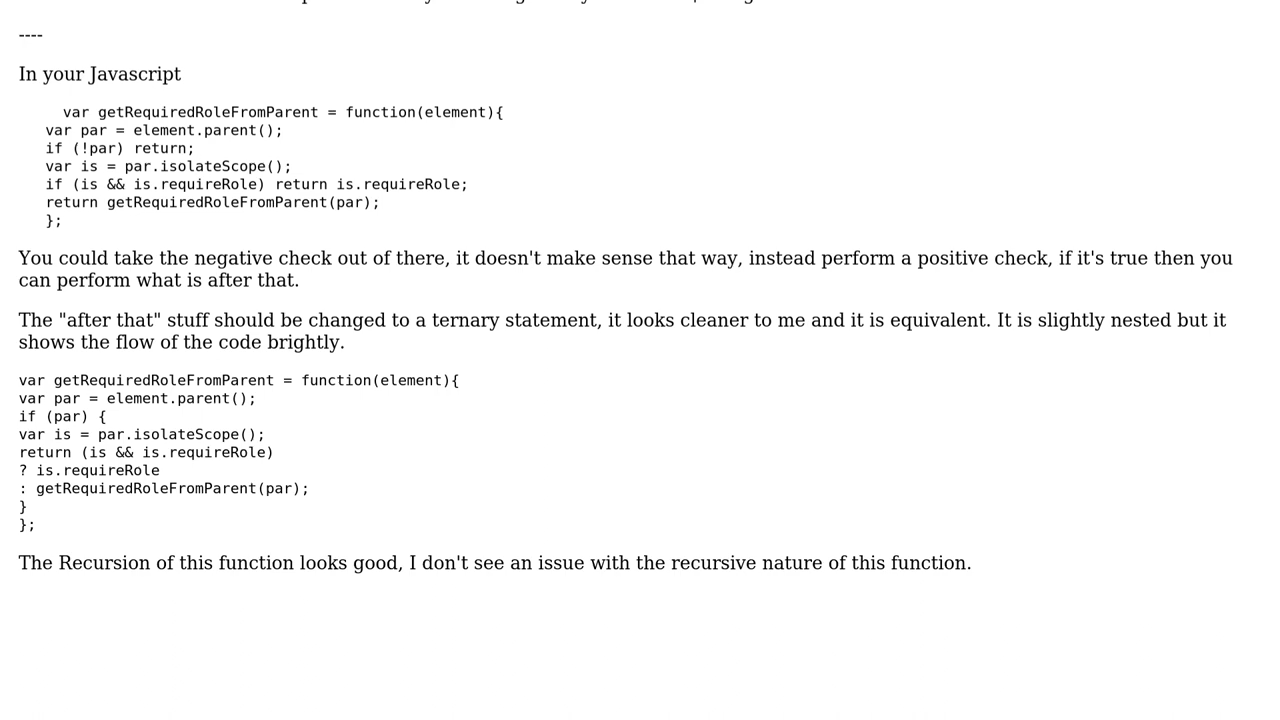 ----
In your Javascript
var getRequiredRoleFromParent = function(element){
var par = element.parent();
if (!par) return;
var is = par.isolateScope();
if (is && is.requireRole) return is.requireRole;
return getRequiredRoleFromParent(par);
};
You could take the negative check out of there, it doesn't make sense that way, instead perform a positive check, if it's true then you
can perform what is after that.
The "after that" stuff should be changed to a ternary statement, it looks cleaner to me and it is equivalent. It is slightly nested but it
shows the flow of the code brightly.
var getRequiredRoleFromParent = function(element){
var par = element.parent();
if (par) {
var is = par.isolateScope();
return (is && is.requireRole)
? is.requireRole
: getRequiredRoleFromParent(par);
}
};
The Recursion of this function looks good, I don't see an issue with the recursive nature of this function.